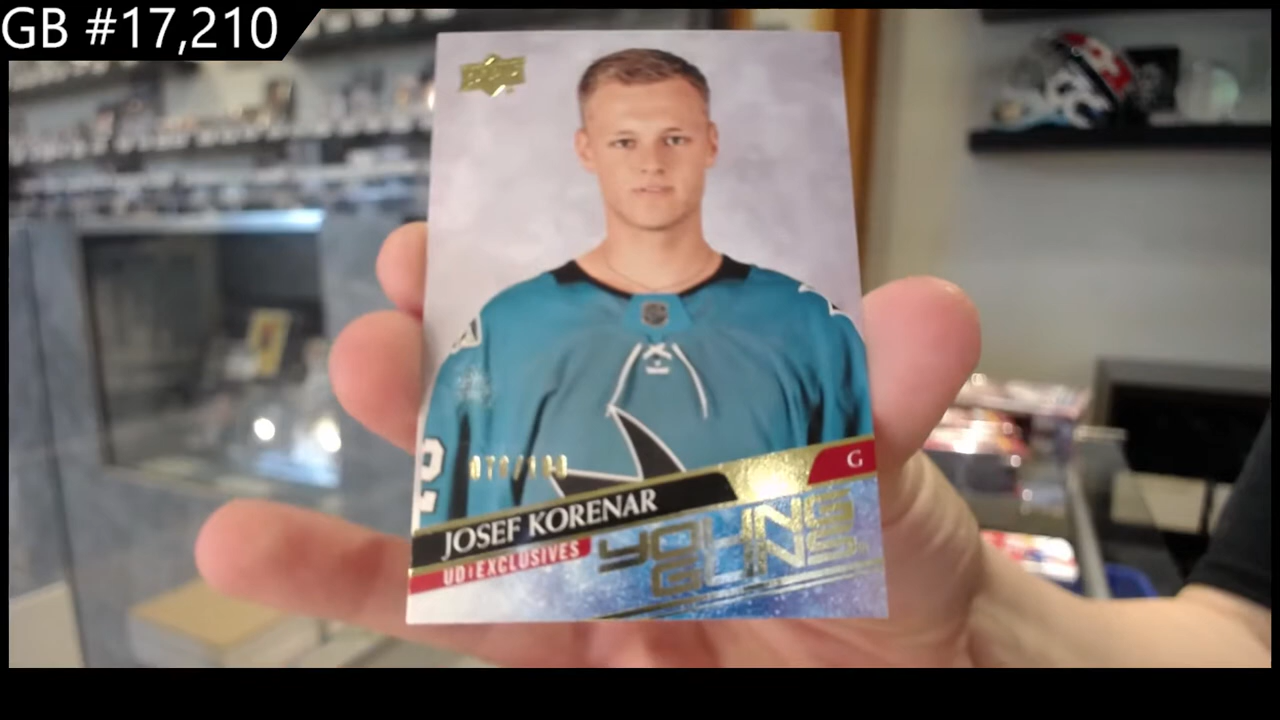 GB #17,210
G
JOSEF KORENAR
UD EXCLUSIVES
YOUNG
GUNS